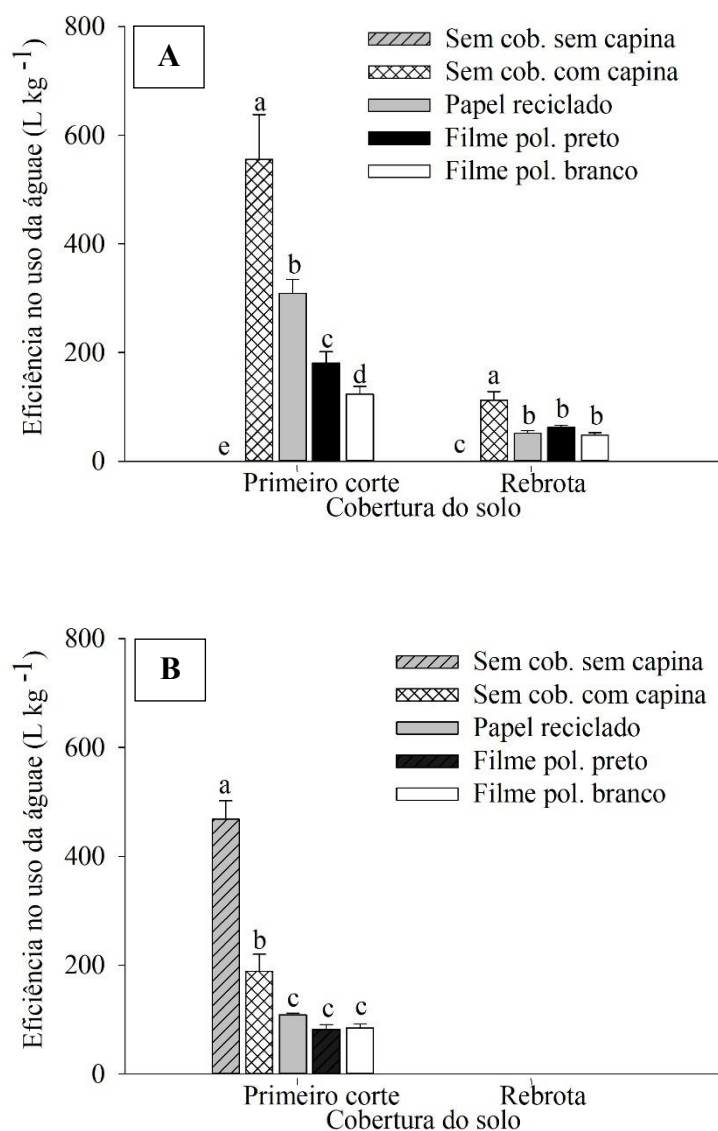 A
Eficiência no uso da águae (L kg -1)
800
600
400
200
0
Sem cob. sem capina
Sem cob. com capina
Papel reciclado
Filme pol. preto
Filme pol. branco
e a b c d
c a b b b
Primeiro corte Rebrota
Cobertura do solo
B
Eficiência no uso da águae (L kg -1)
800
600
400
200
0
Sem cob. sem capina
Sem cob. com capina
Papel reciclado
Filme pol. preto
Filme pol. branco
a b c c c
Primeiro corte Rebrota
Cobertura do solo